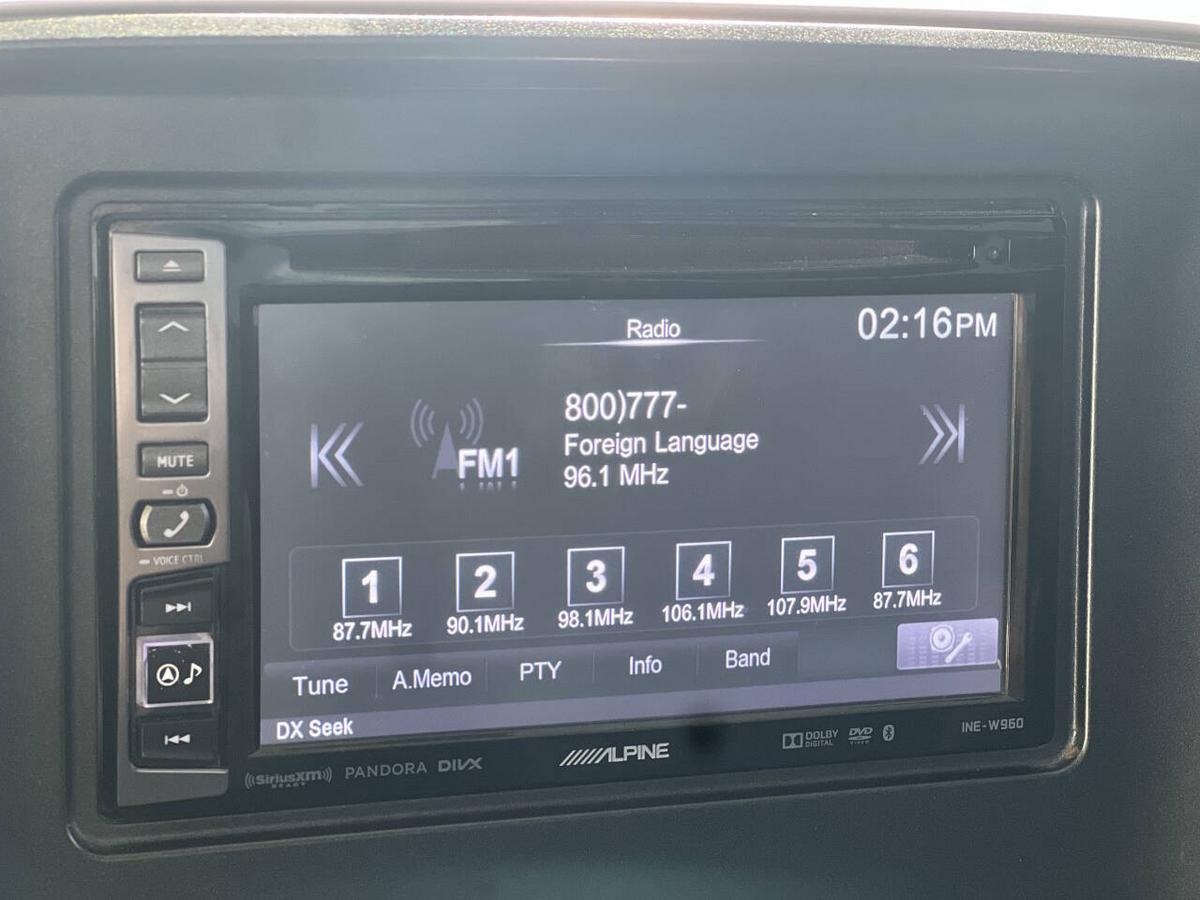 Radio
02:16PM
800)777-
Foreign Language
96.1 MHz
FM1
1 2 3 4 5 6
87.7MHz 90.1MHz 98.1MHz 106.1MHz 107.9MHz 87.7MHz
Tune A.Memo PTY Info Band
DX Seek
MUTE
VOICE CTRL
((SiriusXM)) READY
PANDORA
DIVX
ALPINE
DOLBY DIGITAL
DVD VIDEO
INE-W960